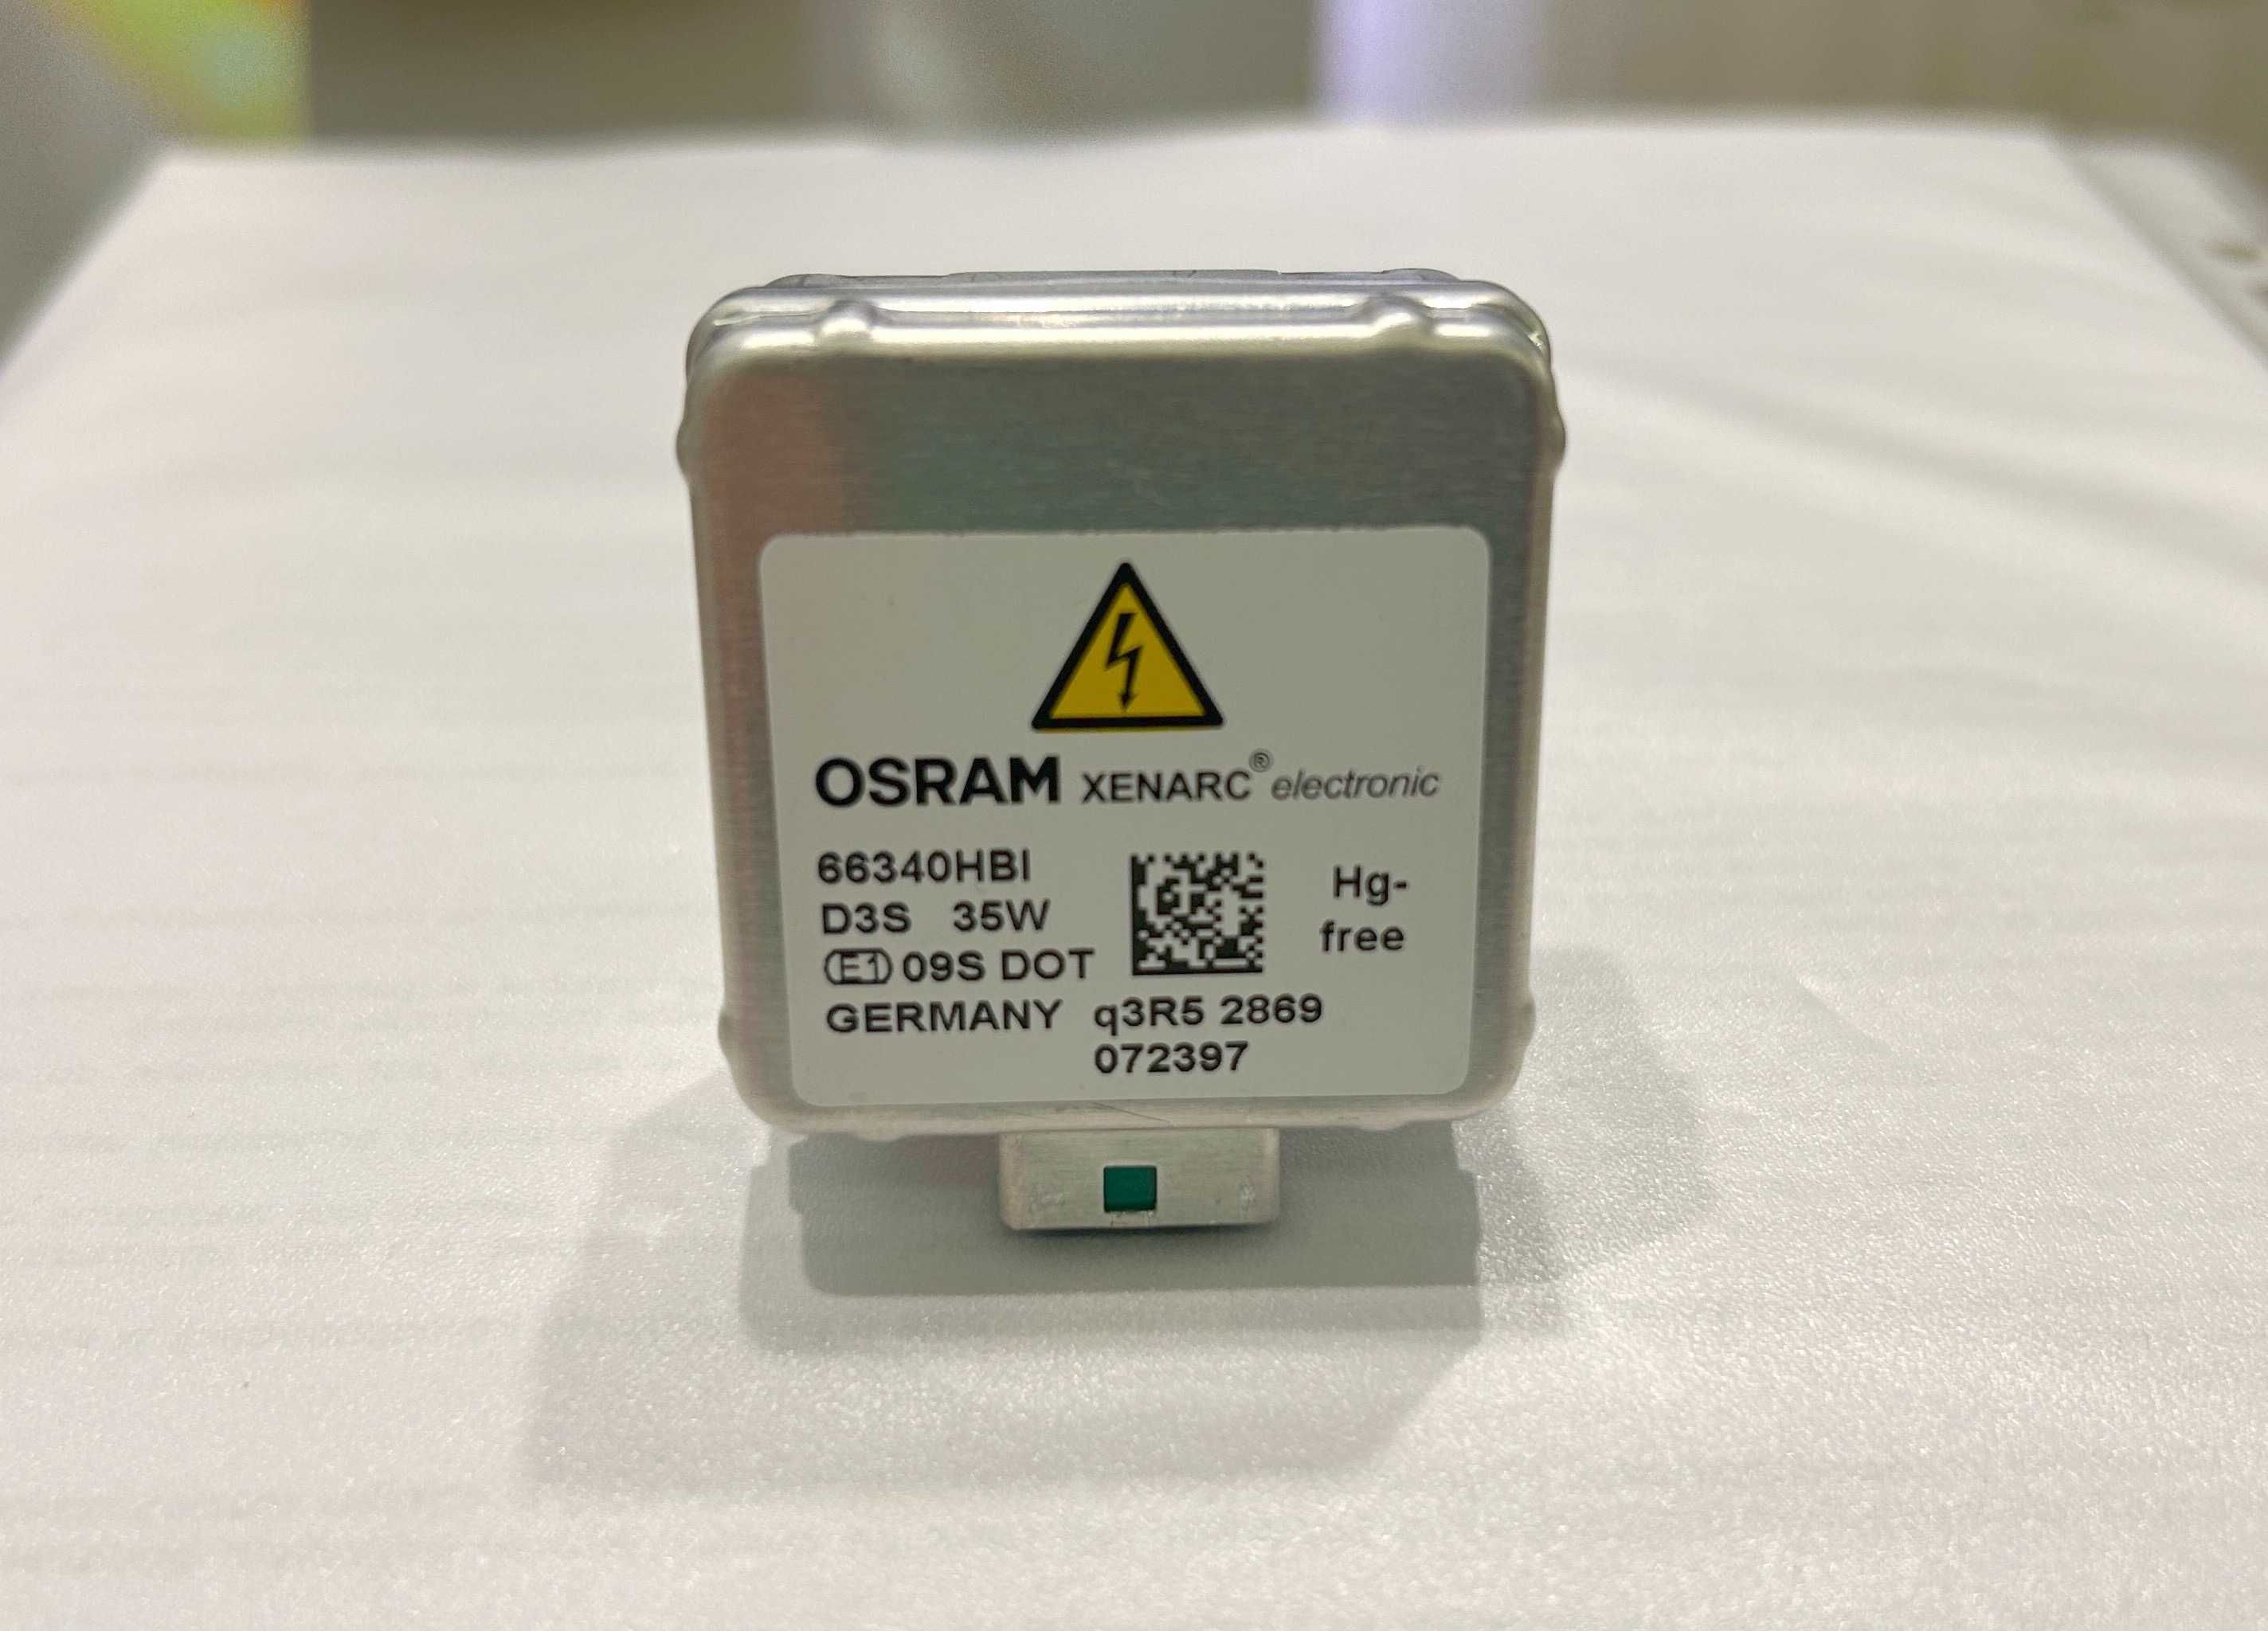 OSRAM XENARC® electronic
66340HBI
D3S 35W
E1 09S DOT
Hg-
free
GERMANY q3R5 2869
072397